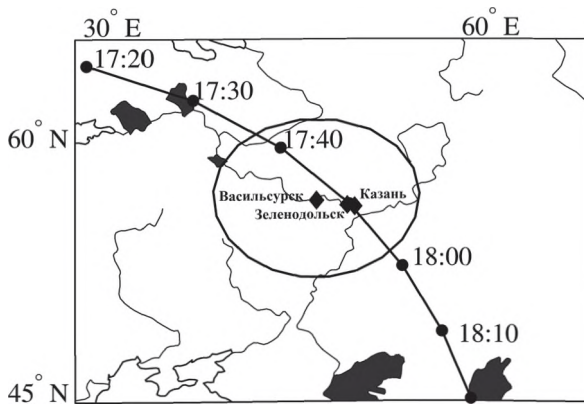 30° E 60° E
17:20
17:30
60° N
17:40
Васильсурск
Казань
Зеленодольск
18:00
18:10
45° N